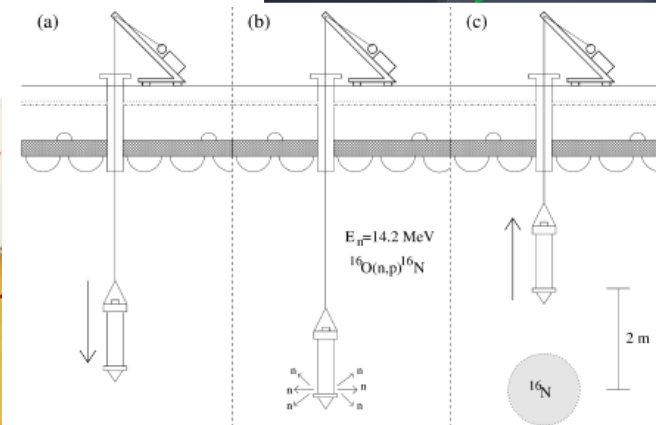 (a)
(b)
(c)
E_n=14.2 MeV
¹⁶O(n,p)¹⁶N
n n
n n
n n
2 m
¹⁶N